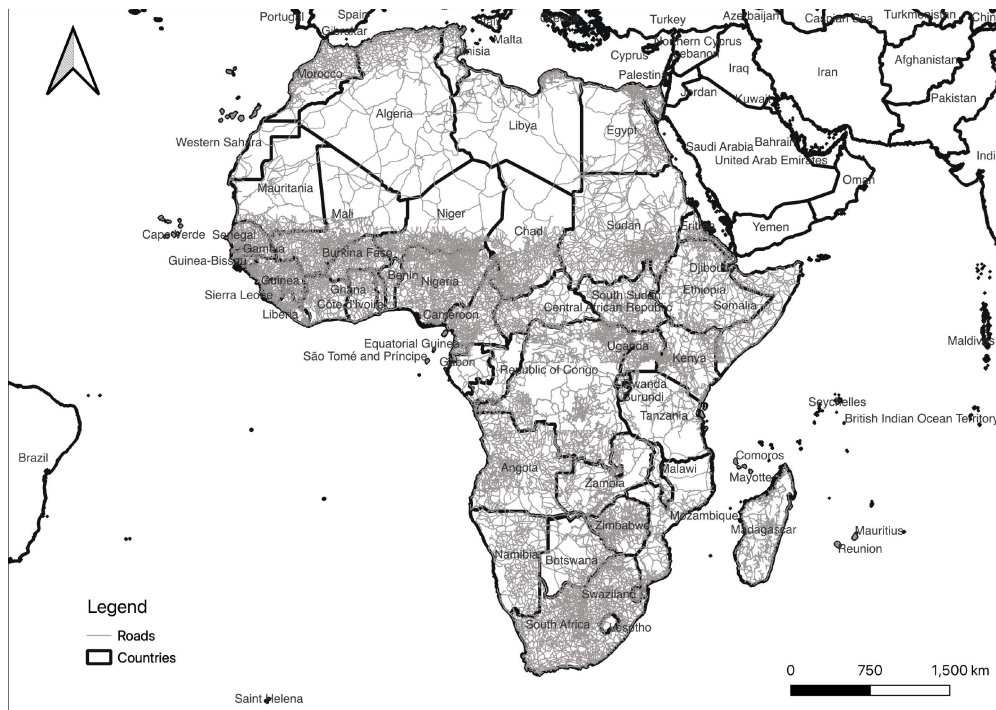 Portugal
Spain
Gibraltar
Malta
Tunisia
Turkey
Azerbaijan
Caspian Sea
Turkmenistan
Northern Cyprus
Cyprus
Lebanon
Palestina
Jordan
Iraq
Kuwait
Iran
Afghanistan
Pakistan
Morocco
Algeria
Libya
Egypt
Western Sahara
Saudi Arabia
Bahrain
United Arab Emirates
Oman
Yemen
Mauritania
Mali
Niger
Chad
Sudan
Cape Verde
Senegal
Gambia
Guinea-Bissau
Guinea
Sierra Leone
Liberia
Burkina Faso
Benin
Ghana
Côte d'Ivoire
Nigeria
Cameroon
Djibouti
Ethiopia
Somalia
South Sudan
Central African Republic
Equatorial Guinea
São Tomé and Príncipe
Gabon
Republic of Congo
Uganda
Kenya
Rwanda
Burundi
Tanzania
Maldives
Seychelles
British Indian Ocean Territory
Comoros
Mayotte
Brazil
Angola
Zambia
Malawi
Mozambique
Madagascar
Mauritius
Reunion
Zimbabwe
Namibia
Botswana
Swaziland
South Africa
Lesotho
Saint Helena
Legend
Roads
Countries
0 750 1,500 km